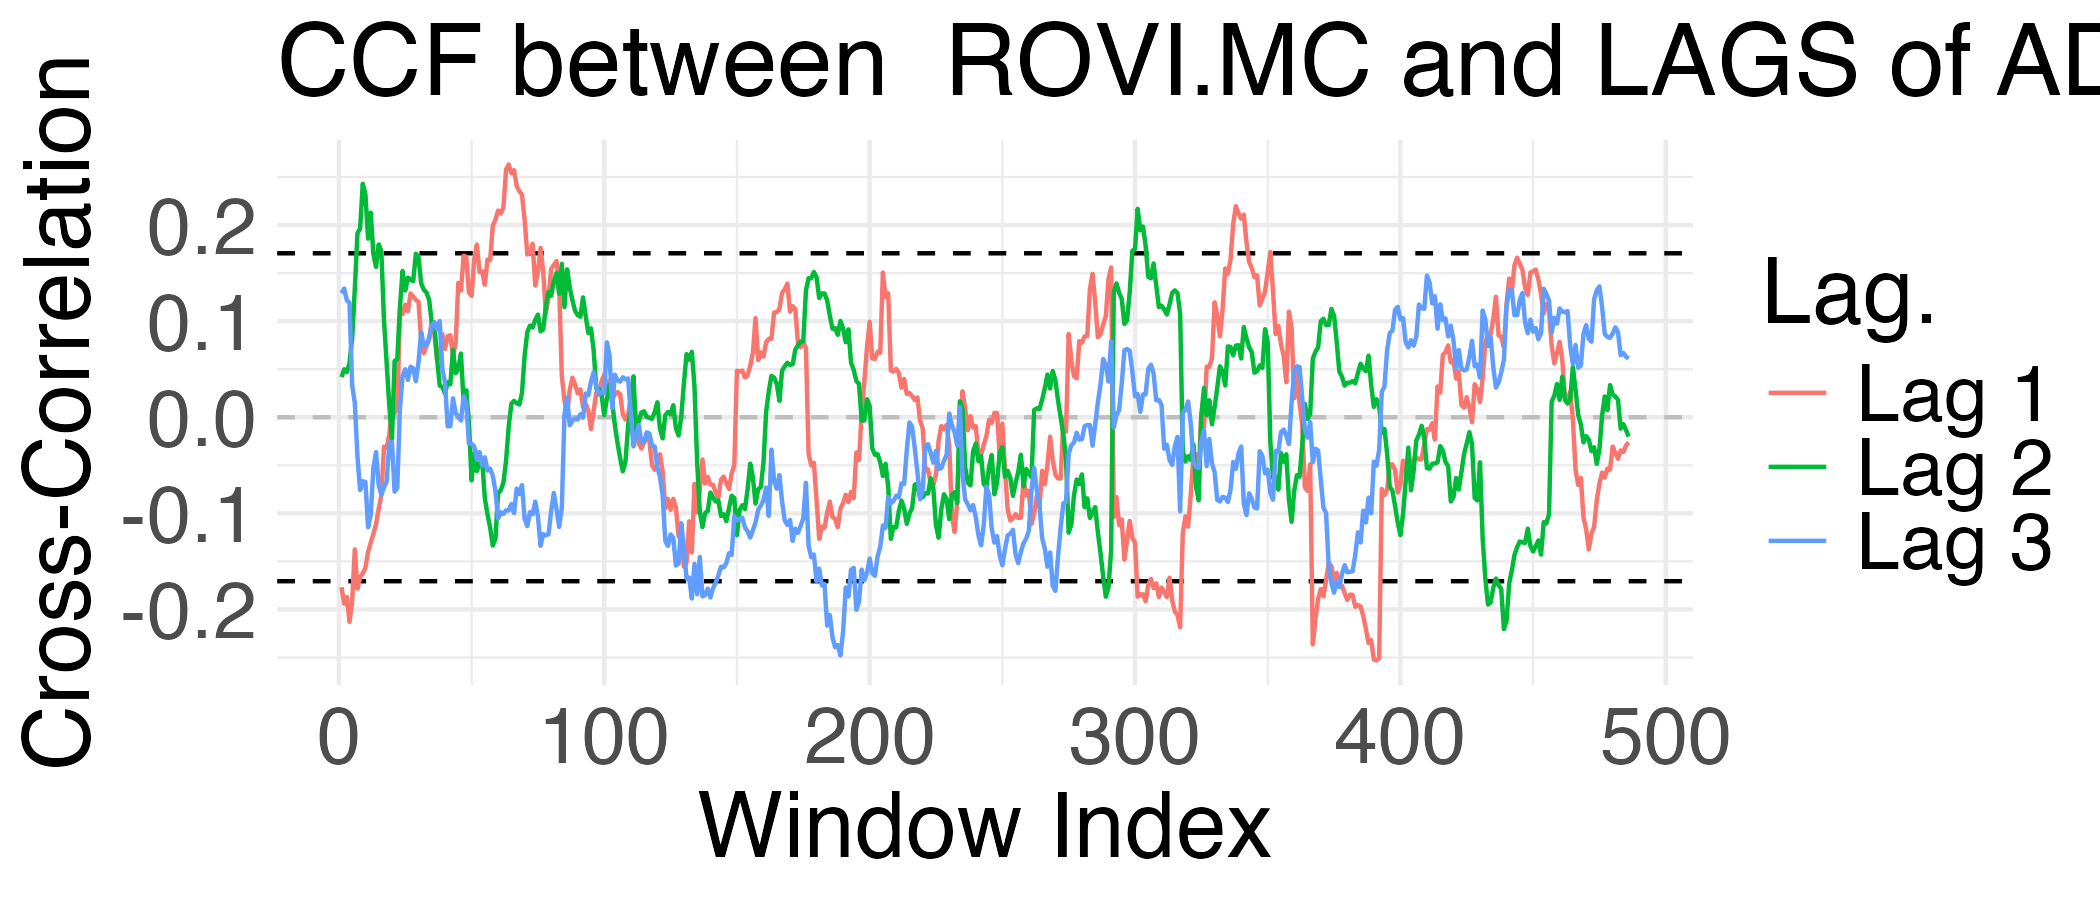 CCF between  ROVI.MC and LAGS of AD
Cross-Correlation
0.2
0.1
0.0
-0.1
-0.2
0 100 200 300 400 500
Window Index
Lag.
Lag 1
Lag 2
Lag 3